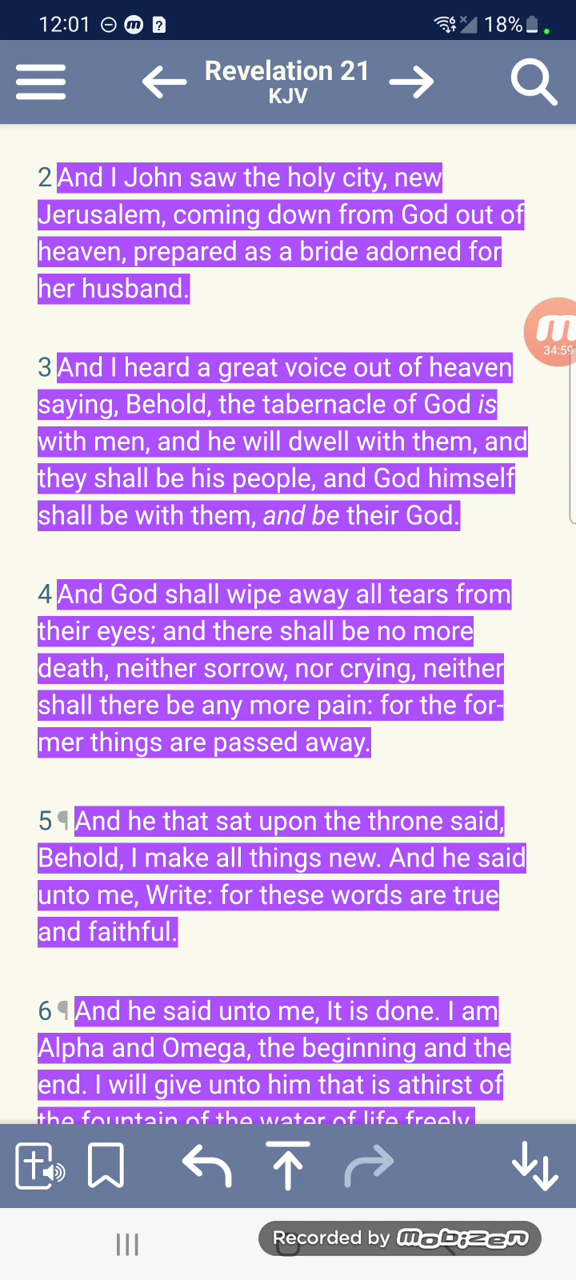 12:01 18%
Revelation 21
KJV
2 And I John saw the holy city, new
Jerusalem, coming down from God out of
heaven, prepared as a bride adorned for
her husband.
34:59
3 And I heard a great voice out of heaven
saying, Behold, the tabernacle of God is
with men, and he will dwell with them, and
they shall be his people, and God himself
shall be with them, and be their God.
4 And God shall wipe away all tears from
their eyes; and there shall be no more
death, neither sorrow, nor crying, neither
shall there be any more pain: for the for-
mer things are passed away.
5 ¶ And he that sat upon the throne said,
Behold, I make all things new. And he said
unto me, Write: for these words are true
and faithful.
6 ¶ And he said unto me, It is done. I am
Alpha and Omega, the beginning and the
end. I will give unto him that is athirst of
the fountain of the water of life freely.
Recorded by mobizen